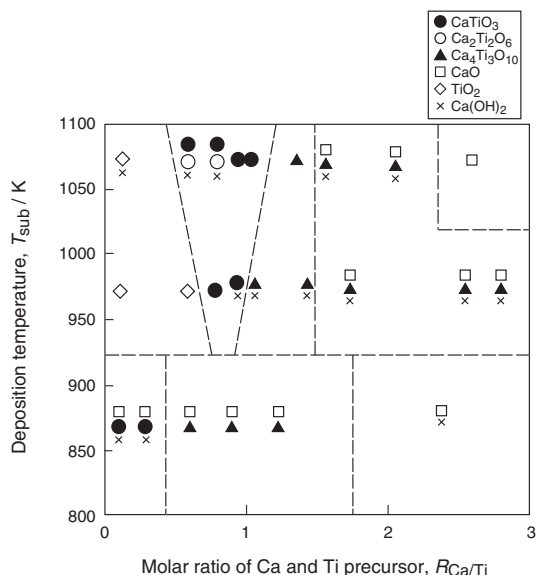 CaTiO3
Ca2Ti2O6
Ca4Ti3O10
CaO
TiO2
Ca(OH)2
1100
1050
1000
950
900
850
800
Deposition temperature, Tsub / K
0 1 2 3
Molar ratio of Ca and Ti precursor, RCa/Ti